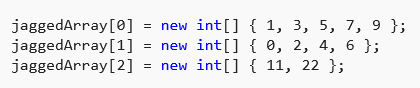 jaggedArray[0] = new int[] { 1, 3, 5, 7, 9 };
jaggedArray[1] = new int[] { 0, 2, 4, 6 };
jaggedArray[2] = new int[] { 11, 22 };